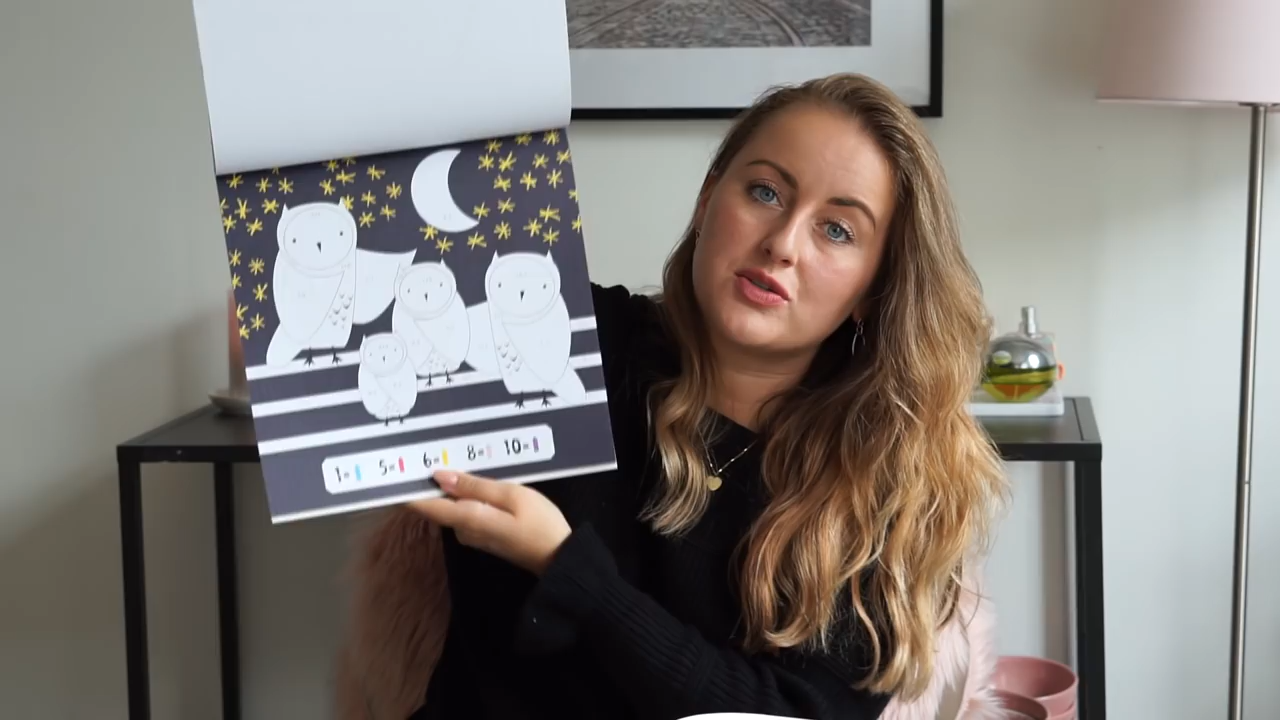 1= 5= 6= 8= 10=